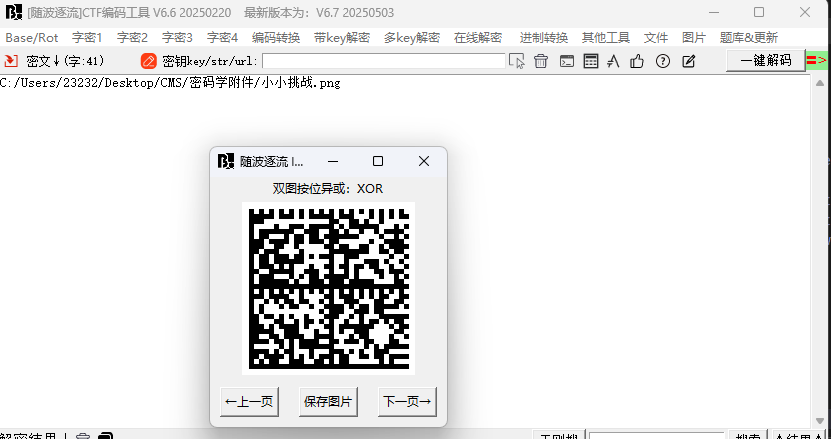 [随波逐流]CTF编码工具 V6.6 20250220 最新版本为：V6.7 20250503
Base/Rot 字密1 字密2 字密3 字密4 编码转换 带key解密 多key解密 在线解密 进制转换 其他工具 文件 图片 题库&更新
密文↓(字:41) 密钥key/str/url: 一键解码 =>
C:/Users/23232/Desktop/CMS/密码学附件/小小挑战.png
随波逐流 I...
双图按位异或：XOR
←上一页 保存图片 下一页→